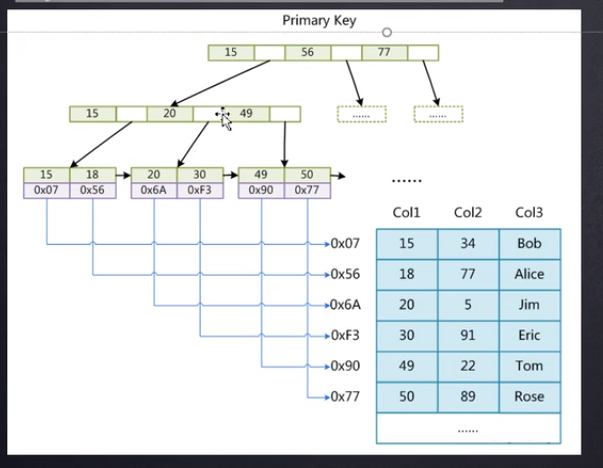 Primary Key
15 56 77
15 20 49 ...... ......
15 18 20 30 49 50
0x07 0x56 0x6A 0xF3 0x90 0x77
......
Col1 Col2 Col3
0x07 15 34 Bob
0x56 18 77 Alice
0x6A 20 5 Jim
0xF3 30 91 Eric
0x90 49 22 Tom
0x77 50 89 Rose
......